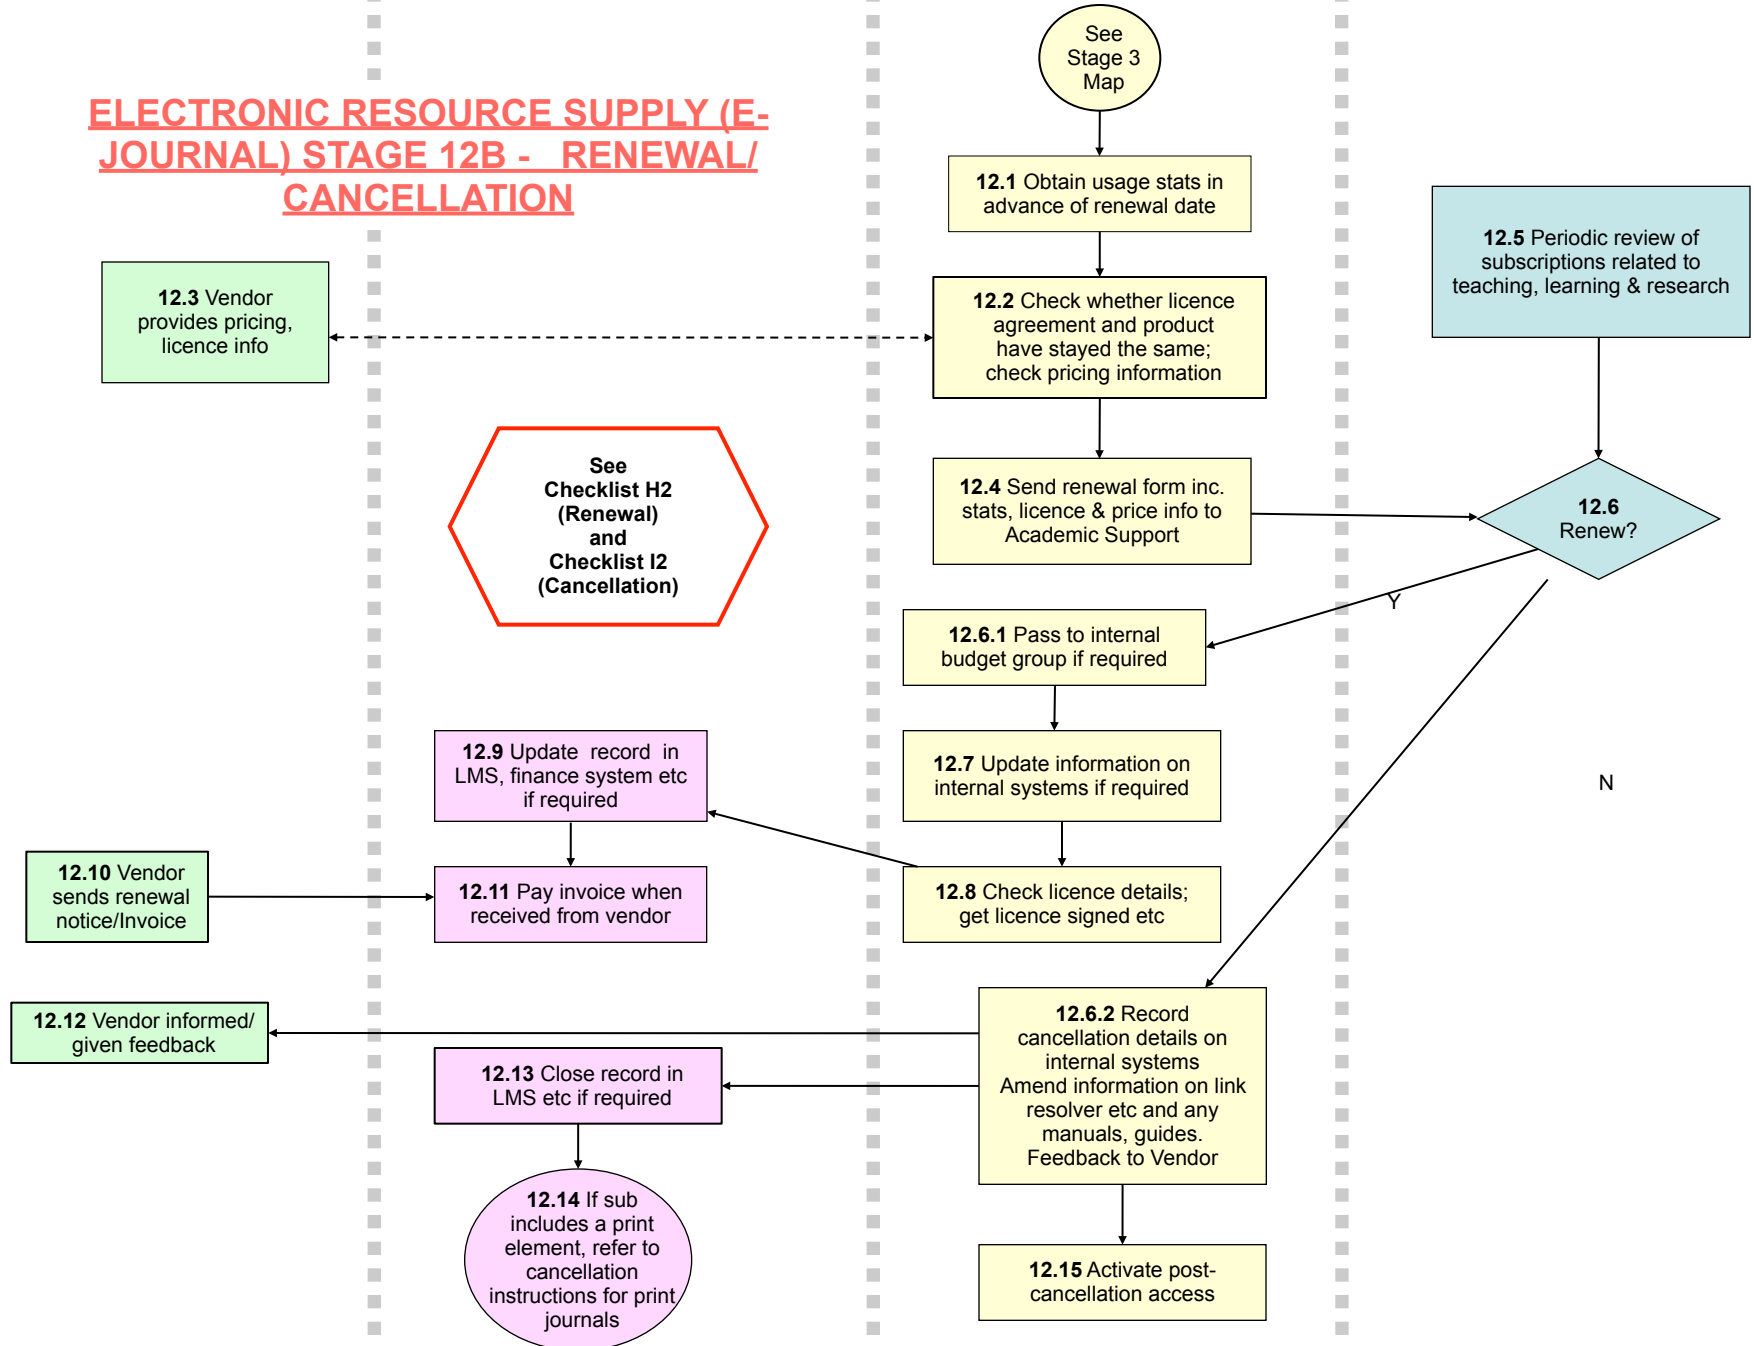 See
Stage 3
Map
ELECTRONIC RESOURCE SUPPLY (E-
JOURNAL) STAGE 12B - RENEWAL/
CANCELLATION
12.1 Obtain usage stats in
advance of renewal date
12.5 Periodic review of
subscriptions related to
teaching, learning & research
12.3 Vendor
provides pricing,
licence info
12.2 Check whether licence
agreement and product
have stayed the same;
check pricing information
See
Checklist H2
(Renewal)
and
Checklist I2
(Cancellation)
12.4 Send renewal form inc.
stats, licence & price info to
Academic Support
12.6
Renew?
Y
12.6.1 Pass to internal
budget group if required
12.9 Update record in
LMS, finance system etc
if required
12.7 Update information on
internal systems if required
N
12.10 Vendor
sends renewal
notice/Invoice
12.11 Pay invoice when
received from vendor
12.8 Check licence details;
get licence signed etc
12.12 Vendor informed/
given feedback
12.6.2 Record
cancellation details on
internal systems
Amend information on link
resolver etc and any
manuals, guides.
Feedback to Vendor
12.13 Close record in
LMS etc if required
12.14 If sub
includes a print
element, refer to
cancellation
instructions for print
journals
12.15 Activate post-
cancellation access